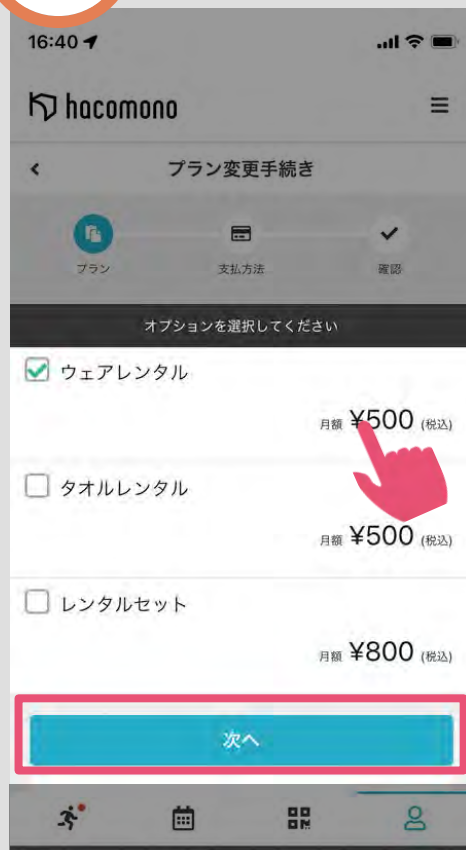 16:40
hacomono
プラン変更手続き
プラン 支払方法 確認
オプションを選択してください
ウェアレンタル
月額 ¥500 (税込)
タオルレンタル
月額 ¥500 (税込)
レンタルセット
月額 ¥800 (税込)
次へ